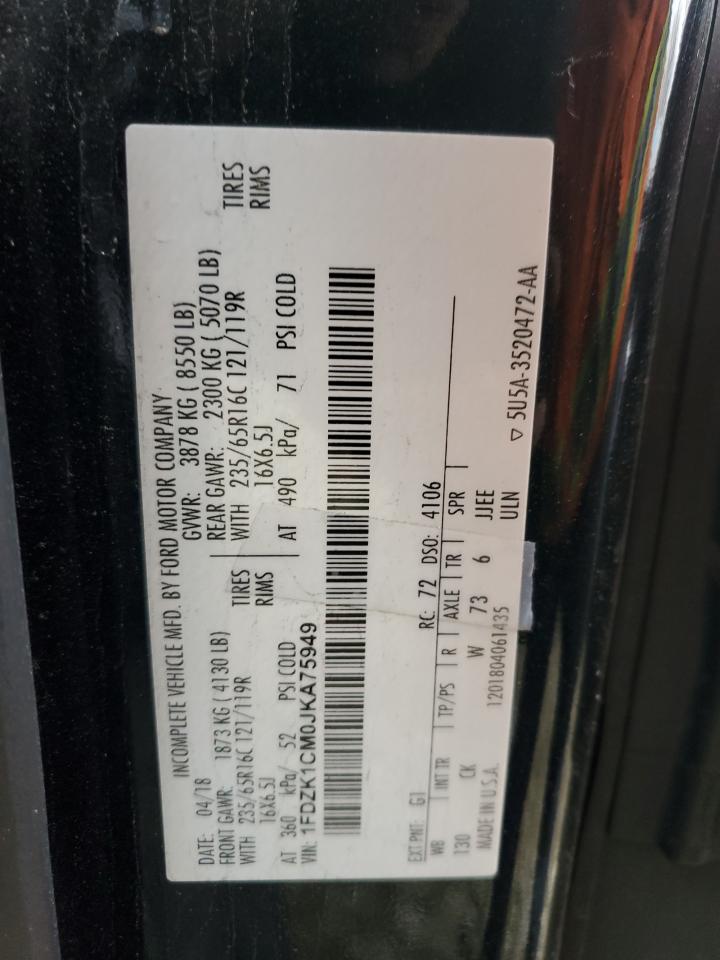 INCOMPLETE VEHICLE MFD. BY FORD MOTOR COMPANY
DATE: 04/18 GVWR: 3878 KG ( 8550 LB)
FRONT GAWR: 1873 KG ( 4130 LB) REAR GAWR: 2300 KG ( 5070 LB)
WITH 235/65R16C 121/119R TIRES WITH 235/65R16C 121/119R TIRES
16X6.5J RIMS 16X6.5J RIMS
AT 360 kPa/ 52 PSI COLD AT 490 kPa/ 71 PSI COLD
VIN: 1FDZK1CM0JKA75949
EXT PNT: G1 RC: 72 DSO: 4106
WB INT TR TP/PS R AXLE TR SPR
130 CK W 73 6 JJEE
MADE IN U.S.A. 1201804061435 ULN
▽ 5U5A-3520472-AA